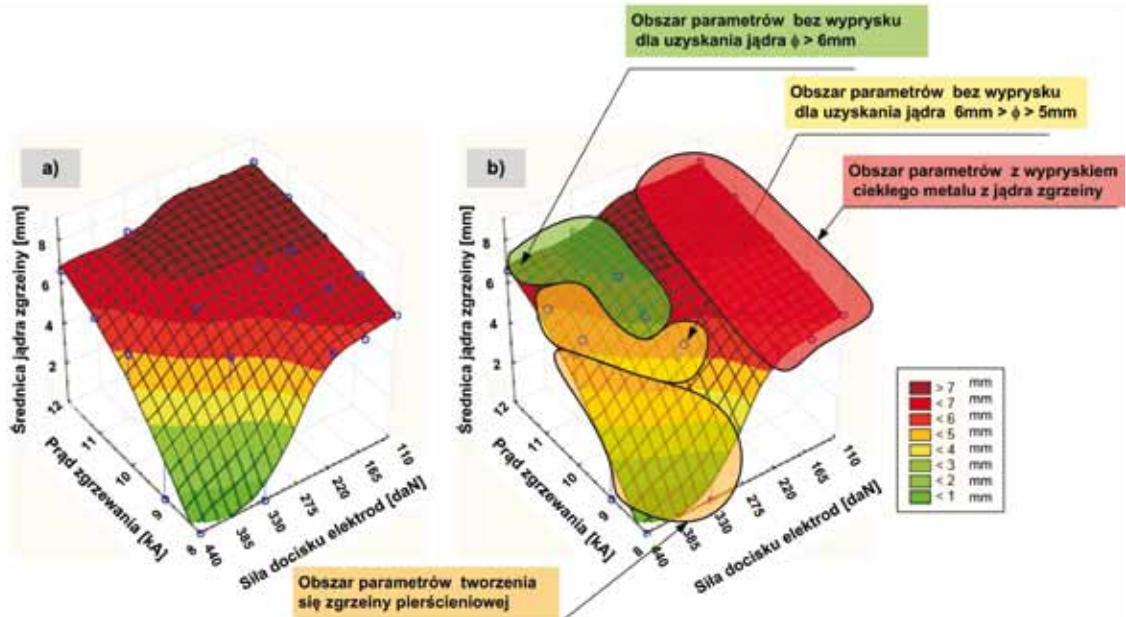 Obszar parametrów bez wyprysku
dla uzyskania jądra ϕ > 6mm
Obszar parametrów bez wyprysku
dla uzyskania jądra 6mm > ϕ > 5mm
Obszar parametrów z wypryskiem
ciekłego metalu z jądra zgrzeiny
a)
Średnica jądra zgrzeiny [mm]
8
6
4
2
12
11
10
9
8
Prąd zgrzewania [kA]
440
385
330
275
220
165
110
Siła docisku elektrod [daN]
b)
Średnica jądra zgrzeiny [mm]
8
6
4
2
12
11
10
9
8
Prąd zgrzewania [kA]
440
385
330
275
220
165
110
Siła docisku elektrod [daN]
> 7 mm
< 7 mm
< 6 mm
< 5 mm
< 4 mm
< 3 mm
< 2 mm
< 1 mm
Obszar parametrów tworzenia
się zgrzeiny pierścieniowej